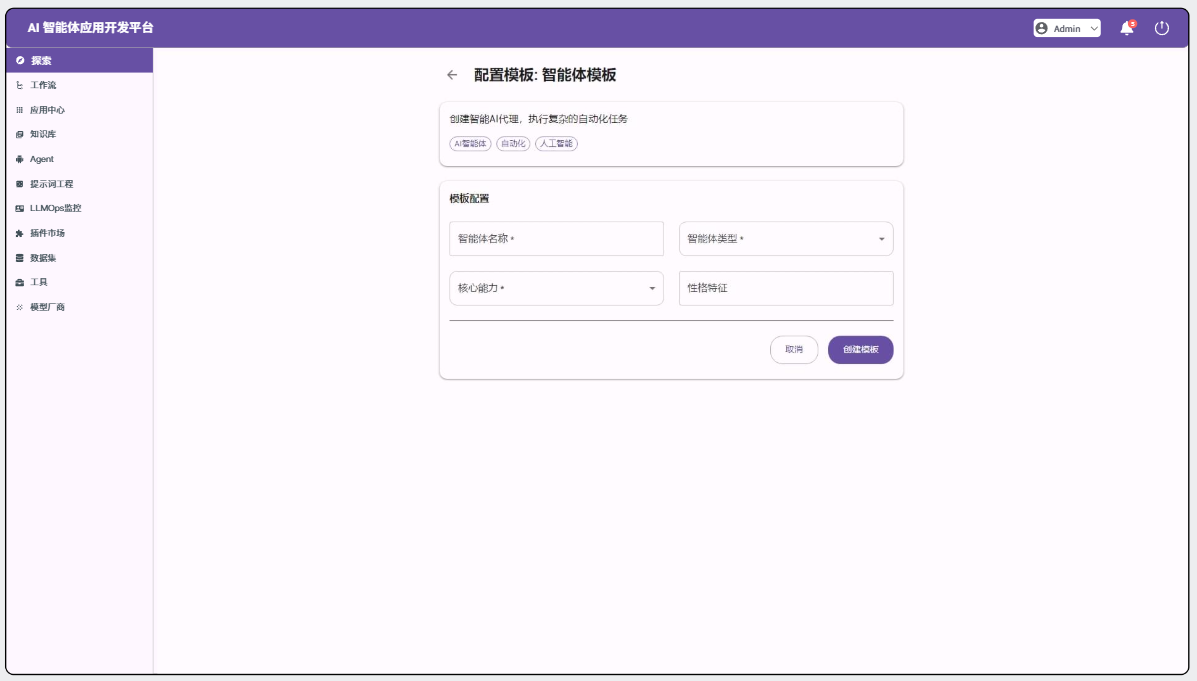 AI 智能体应用开发平台
Admin
5
探索
工作流
应用中心
知识库
Agent
提示词工程
LLMOps监控
插件市场
数据集
工具
模型厂商
配置模板: 智能体模板
创建智能AI代理，执行复杂的自动化任务
AI智能体 自动化 人工智能
模板配置
智能体名称 * 智能体类型 *
核心能力 * 性格特征
取消 创建模板